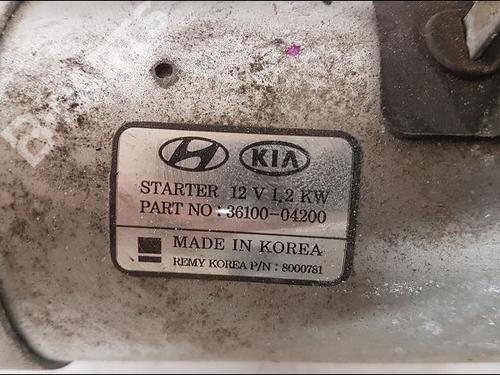 KIA
STARTER 12 V 1,2 KW
PART NO : 36100-04200
MADE IN KOREA
REMY KOREA P/N : 8000781